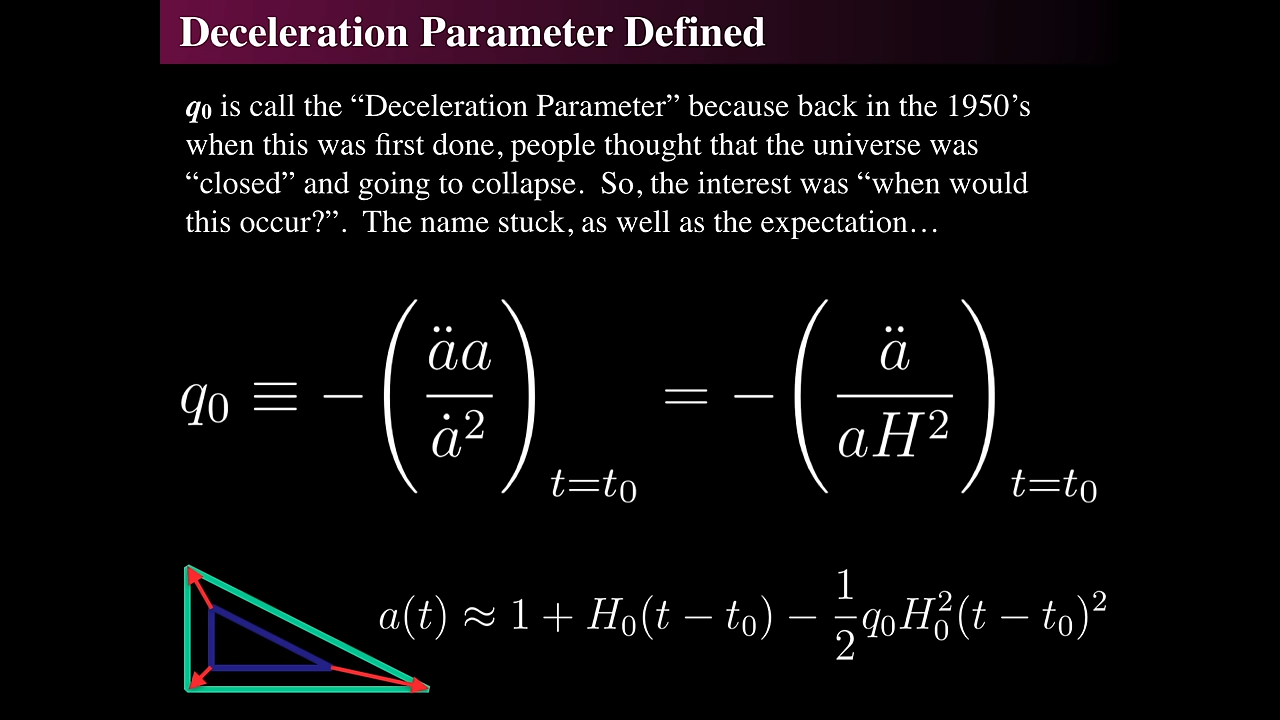 Deceleration Parameter Defined
q₀ is call the “Deceleration Parameter” because back in the 1950’s
when this was first done, people thought that the universe was
“closed” and going to collapse.  So, the interest was “when would
this occur?”.  The name stuck, as well as the expectation…
q₀ ≡ −(äa / ȧ²)ₜ₌ₜ₀ = −(ä / aH²)ₜ₌ₜ₀
a(t) ≈ 1 + H₀(t − t₀) − ½q₀H₀²(t − t₀)²